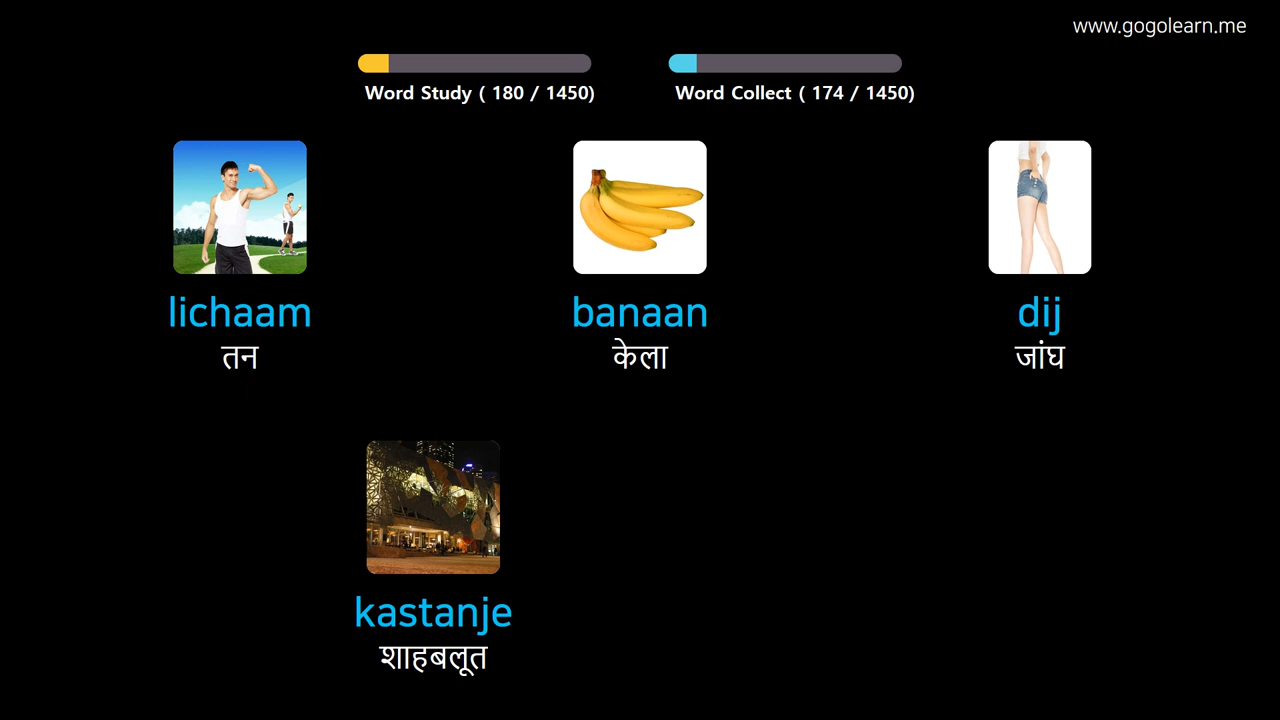 www.gogolearn.me
Word Study ( 180 / 1450)
Word Collect ( 174 / 1450)
lichaam
तन
banaan
केला
dij
जांघ
kastanje
शाहबलूत